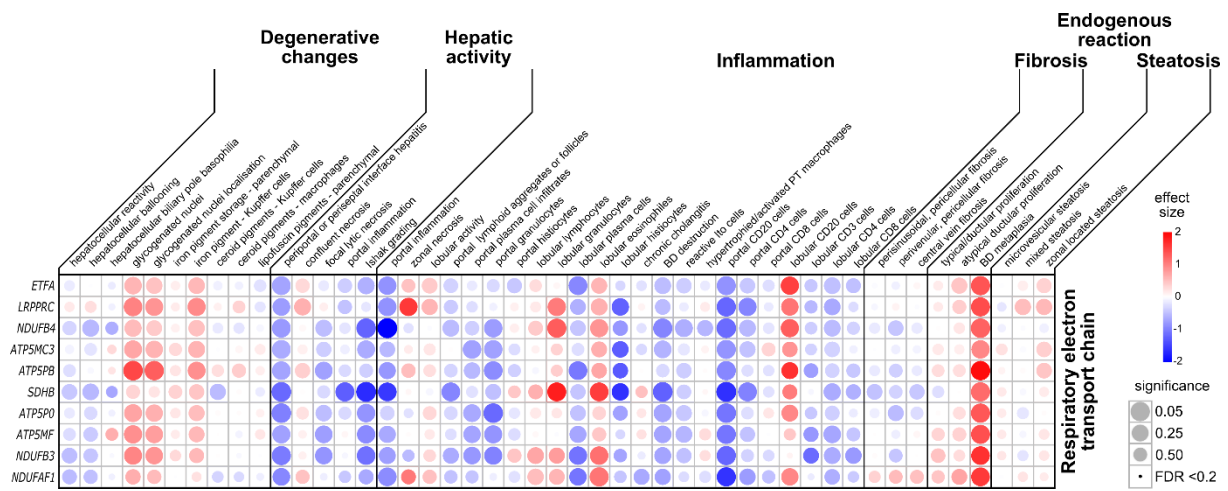 Degenerative
changes
Hepatic
activity
Inflammation
Endogenous
reaction
Fibrosis
Steatosis
hepatocellular reactivity
hepatocellular ballooning
hepatocellular biliary pole basophilia
glycogenated nuclei
glycogenated nuclei localisation
iron pigment storage - parenchymal
iron pigment - Kupffer cells
ceroid pigments - Kupffer cells
ceroid pigments - macrophages
lipofuscin pigments - parenchymal
periportal or periseptal interface hepatitis
confluent necrosis
focal lytic necrosis
portal inflammation
Ishak grading
portal inflammation
zonal necrosis
lobular activity
portal lymphoid aggregates or follicles
portal plasma cell infiltrates
portal granulocytes
portal histiocytes
lobular lymphocytes
lobular granulocytes
lobular plasma cells
lobular eosinophiles
lobular histiocytes
chronic cholangitis
BD destruction
reactive Ito cells
hypertrophied/activated PT macrophages
portal CD20 cells
portal CD4 cells
portal CD8 cells
lobular CD20 cells
lobular CD3 cells
lobular CD4 cells
lobular CD8 cells
perisinusoidal, pericellular fibrosis
perivenular, pericellular fibrosis
central vein fibrosis
typical ductular proliferation
atypical ductular proliferation
BD metaplasia
microvesicular steatosis
mixed steatosis
zonal located steatosis
ETFA
LRPPRC
NDUFB4
ATP5MC3
ATP5PB
SDHB
ATP5PO
ATP5MF
NDUFB3
NDUFAF1
Respiratory electron
transport chain
effect
size
2
1
0
-1
-2
significance
0.05
0.25
0.50
FDR <0.2